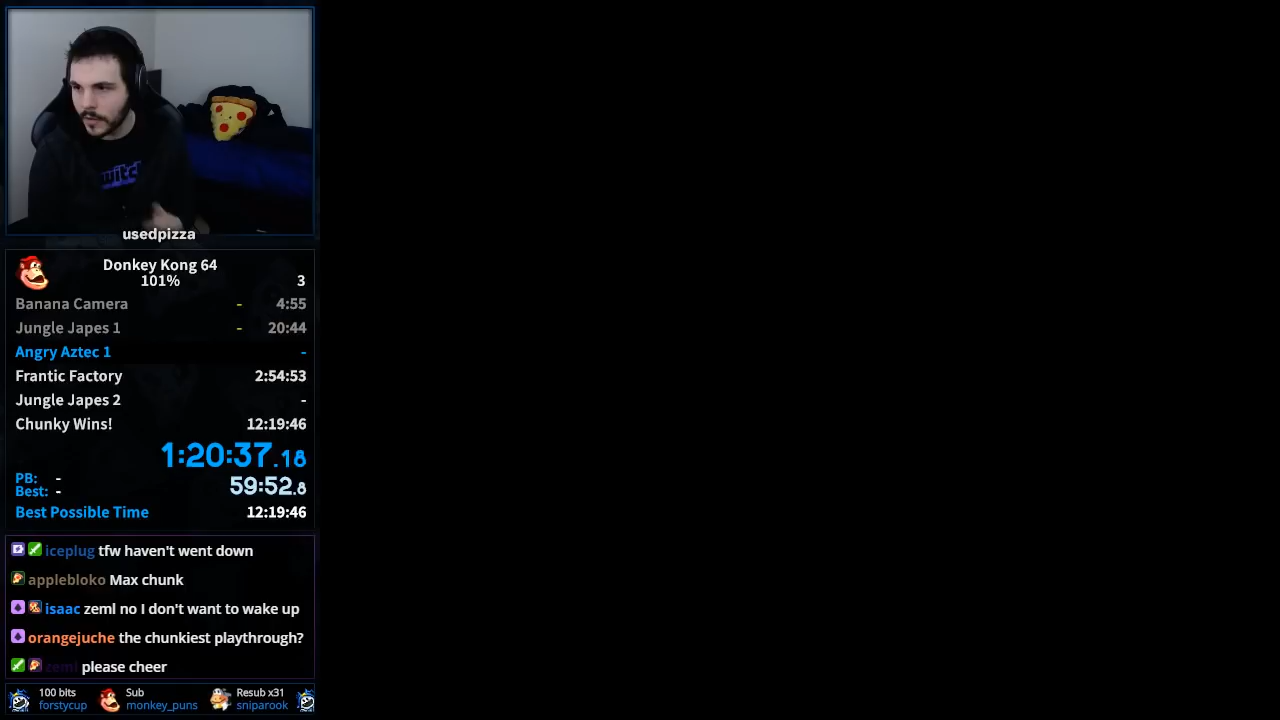 witch
usedpizza
Donkey Kong 64
101% 3
Banana Camera - 4:55
Jungle Japes 1 - 20:44
Angry Aztec 1 -
Frantic Factory 2:54:53
Jungle Japes 2 -
Chunky Wins! 12:19:46
1:20:37.18
PB: - 59:52.8
Best: -
Best Possible Time 12:19:46
iceplug tfw haven't went down
applebloko Max chunk
isaac zeml no I don't want to wake up
orangejuche the chunkiest playthrough?
zeml please cheer
100 bits Sub Resub x31
forstycup monkey_puns sniparook